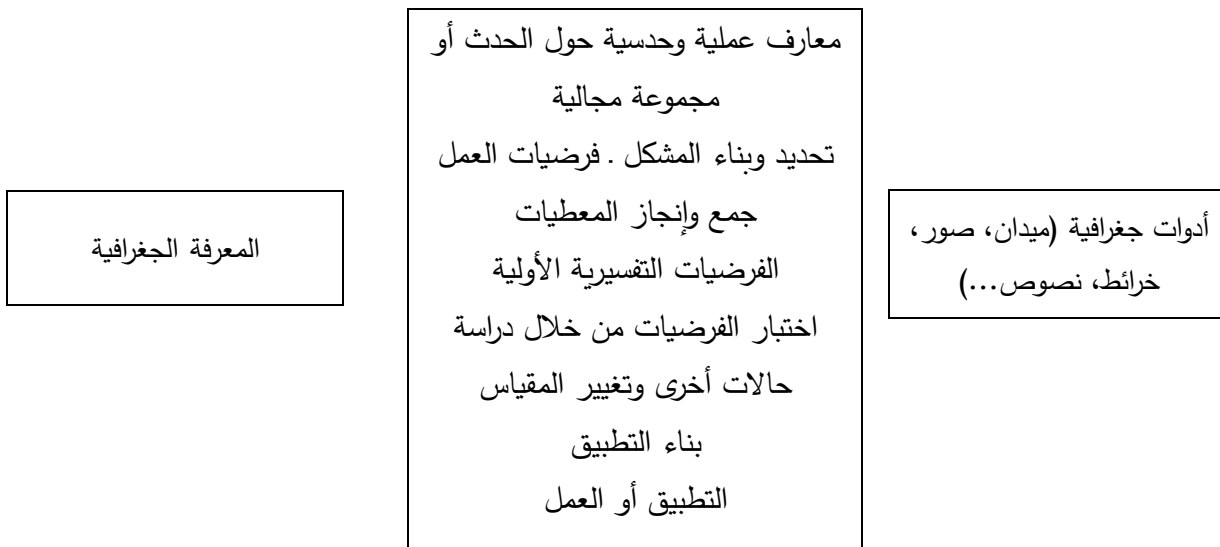 أدوات جغرافية (ميدان، صور،
خرائط، نصوص...)
معارف عملية وحدسية حول الحدث أو
مجموعة مجالية
تحديد وبناء المشكل . فرضيات العمل
جمع وإنجاز المعطيات
الفرضيات التفسيرية الأولية
اختبار الفرضيات من خلال دراسة
حالات أخرى وتغيير المقياس
بناء التطبيق
التطبيق أو العمل
المعرفة الجغرافية